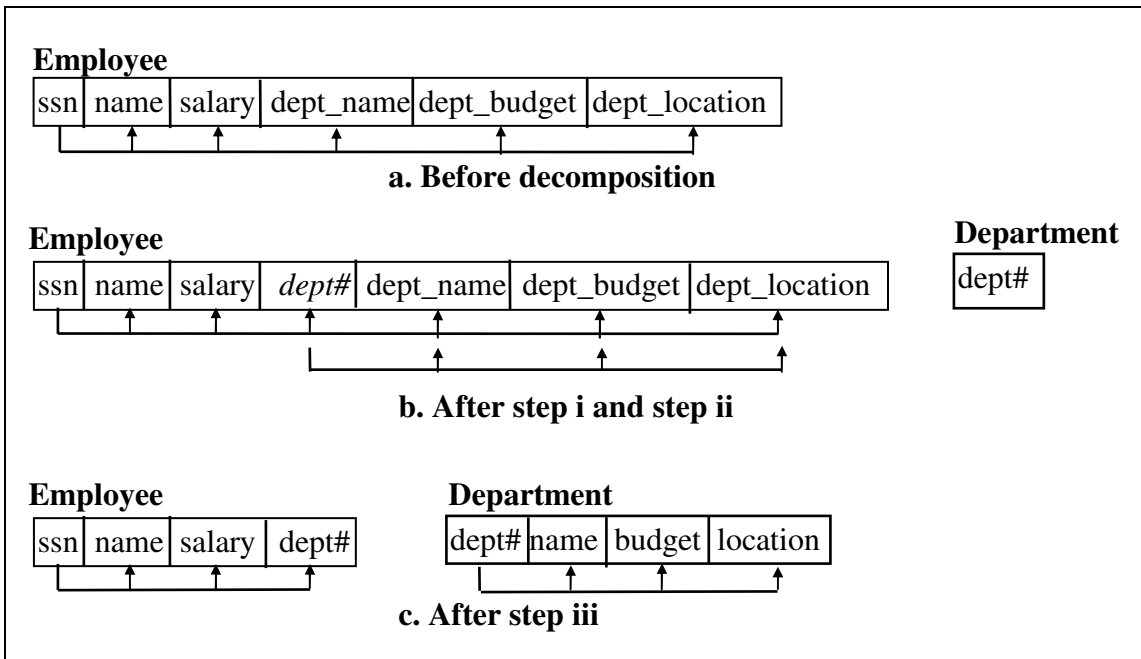 Employee
ssn name salary dept_name dept_budget dept_location
a. Before decomposition
Employee Department
ssn name salary dept# dept_name dept_budget dept_location dept#
b. After step i and step ii
Employee Department
ssn name salary dept# dept# name budget location
c. After step iii